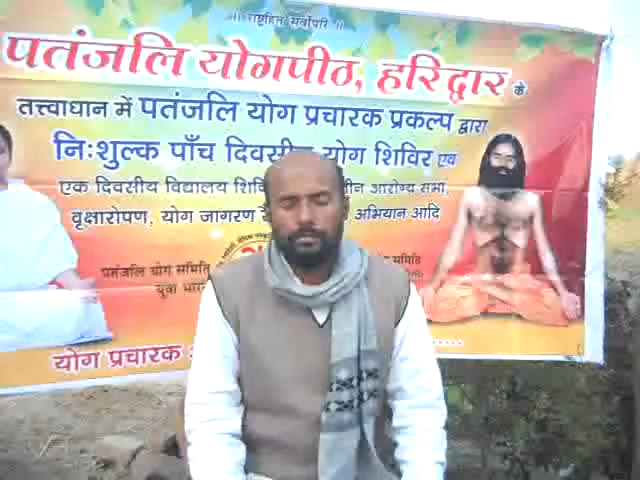 ॥ राष्ट्रहित सर्वोपरि ॥
पतंजलि योगपीठ, हरिद्वार के
तत्त्वाधान में पतंजलि योग प्रचारक प्रकल्प द्वारा
निःशुल्क पाँच दिवसीय योग शिविर एवं
एक दिवसीय विद्यालय शिवि आरोग्य सभा,
वृक्षारोपण, योग जागरण अभियान आदि
पतंजलि योग समिति समिति
युवा भार
योग प्रचारक